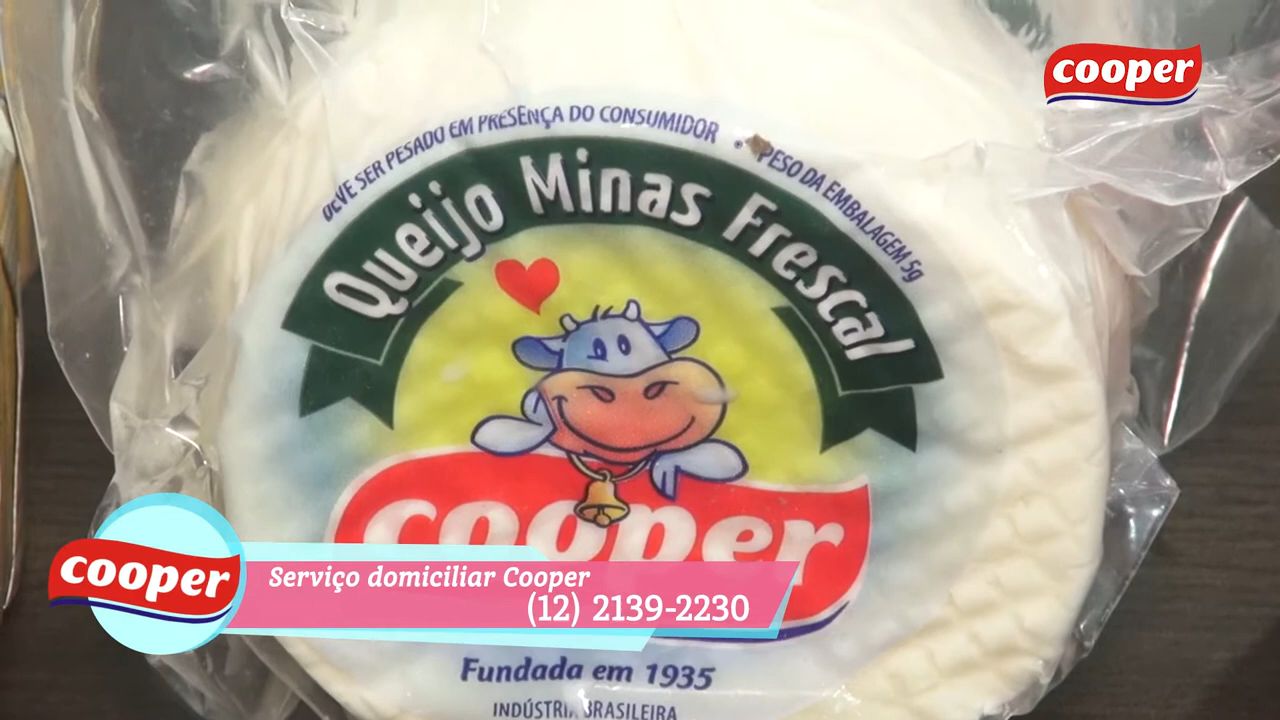 cooper
DEVE SER PESADO EM PRESENÇA DO CONSUMIDOR • PESO DA EMBALAGEM 5g
Queijo Minas Frescal
cooper
cooper
Serviço domiciliar Cooper
(12) 2139-2230
Fundada em 1935
INDÚSTRIA BRASILEIRA